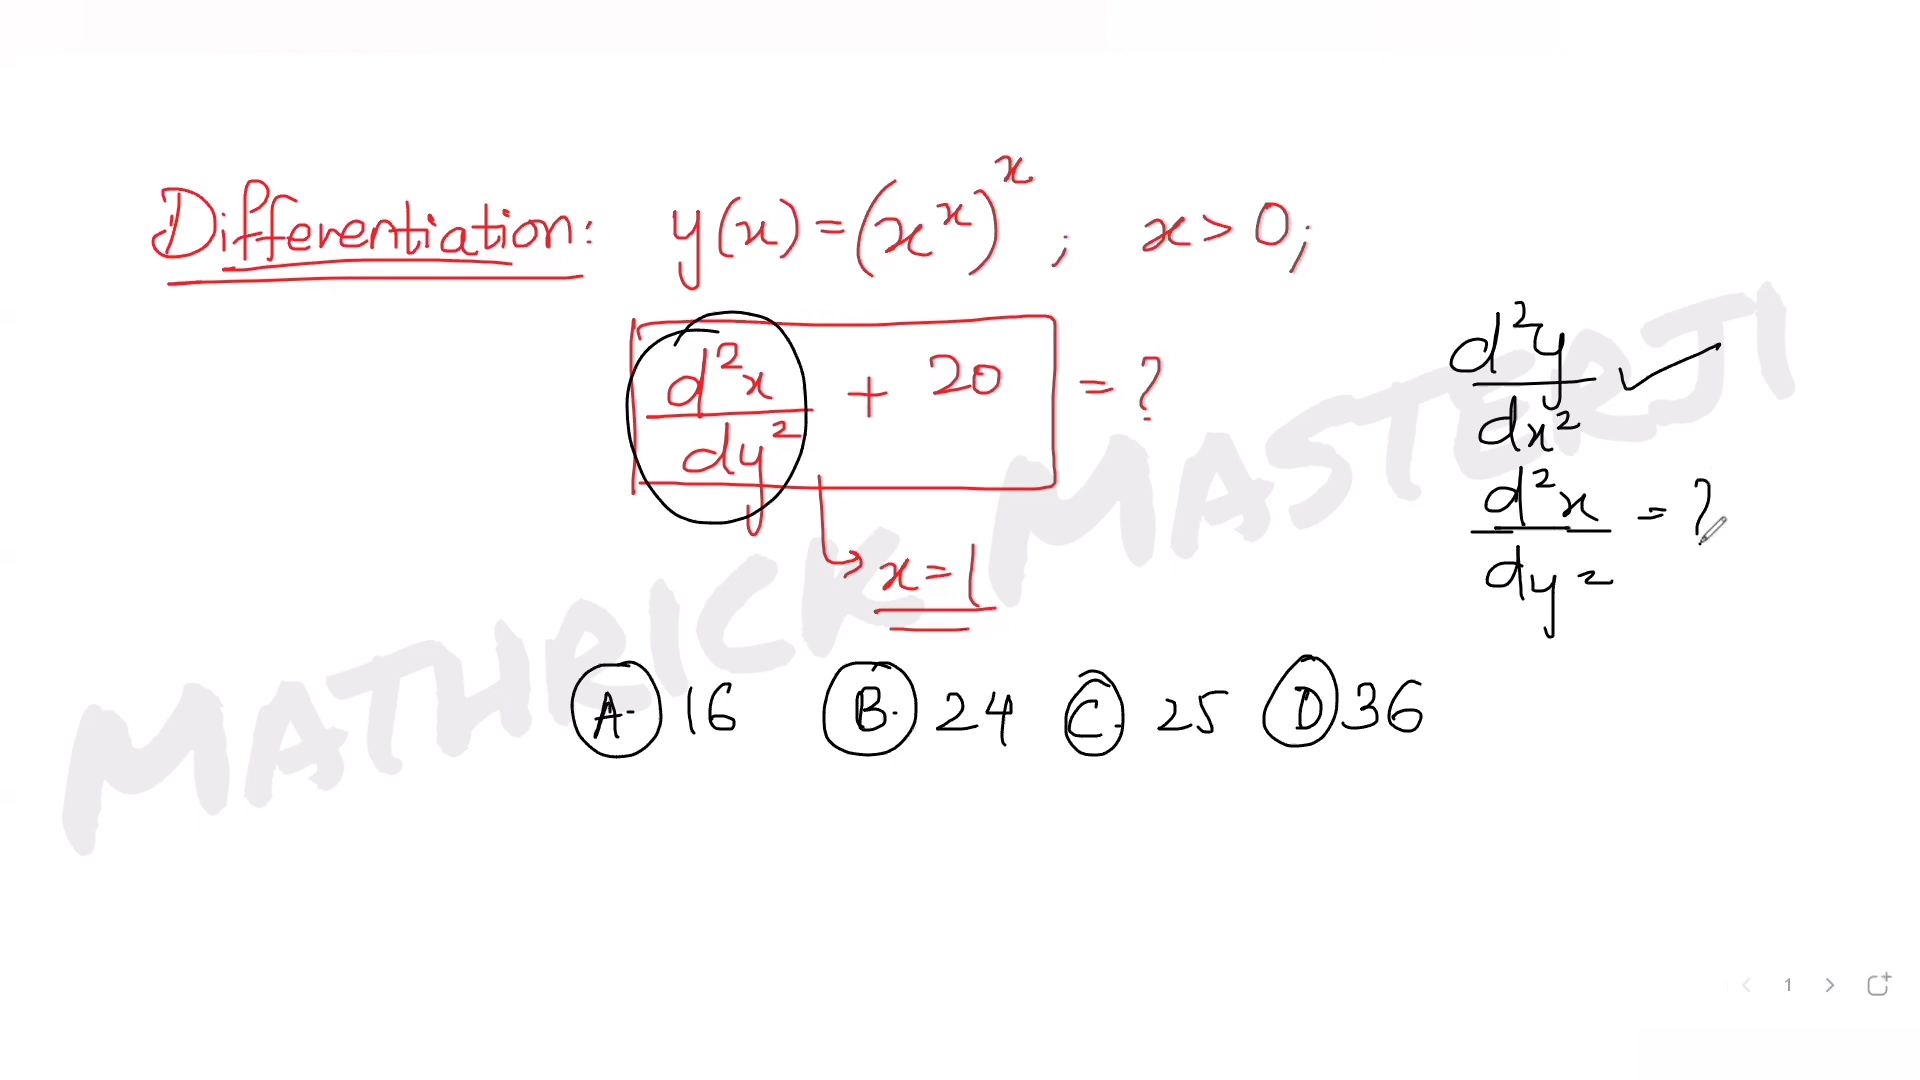 Differentiation: y(x) = (x^x)^x ; x > 0;
d²x/dy² + 20 = ?
x = 1
d²y/dx² ✓
d²x/dy² = ?
A. 16 B. 24 C. 25 D 36
MATHRICK MASTERJI
1